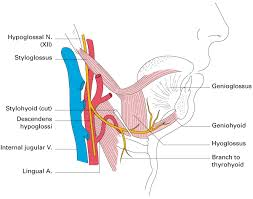 Hypoglossal N.
(XII)
Styloglossus
Stylohyoid (cut)
Descendens
hypoglossi
Internal jugular V.
Lingual A.
Genioglossus
Geniohyoid
Hyoglossus
Branch to
thyrohyoid